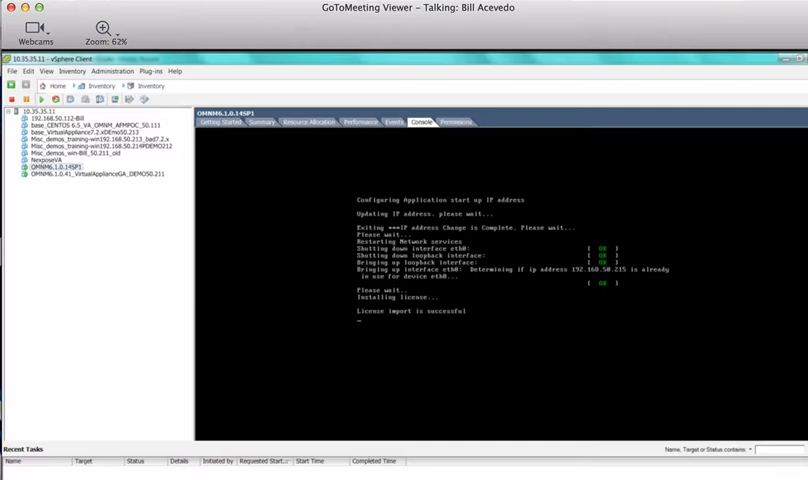 GoToMeeting Viewer - Talking: Bill Acevedo
Webcams
Zoom: 62%
10.35.35.11 - vSphere Client
File Edit View Inventory Administration Plug-ins Help
Home Inventory Inventory
10.35.35.11
192.168.50.112-Bill
base_CENTOS 6.5_VA_OMNM_AFMPOC_50.111
base_VirtualAppliance7.2.xDEmo50.213
Misc_demos_training-win192.168.50.213_bad7.2.x
Misc_demos_training-win192.168.50.214PDEMO212
Misc_demos_win-Bill_50.211_old
NexposeVA
OMNM6.1.0.14SP1
OMNM6.1.0.41_VirtualApplianceGA_DEMO50.211
OMNM6.1.0.14SP1
Getting Started Summary Resource Allocation Performance Events Console Permissions
Configuring Application start up IP address
Updating IP address. please wait...
Exiting ***IP address Change is Complete. Please wait...
Please wait...
Restarting Network services
Shutting down interface eth0: [ OK ]
Shutting down loopback interface: [ OK ]
Bringing up loopback interface: [ OK ]
Bringing up interface eth0: Determining if ip address 192.168.50.215 is already
in use for device eth0...
[ OK ]
Please wait..
Installing license...
License import is successful
_
Recent Tasks
Name, Target or Status contains:
Name Target Status Details Initiated by Requested Start... Start Time Completed Time